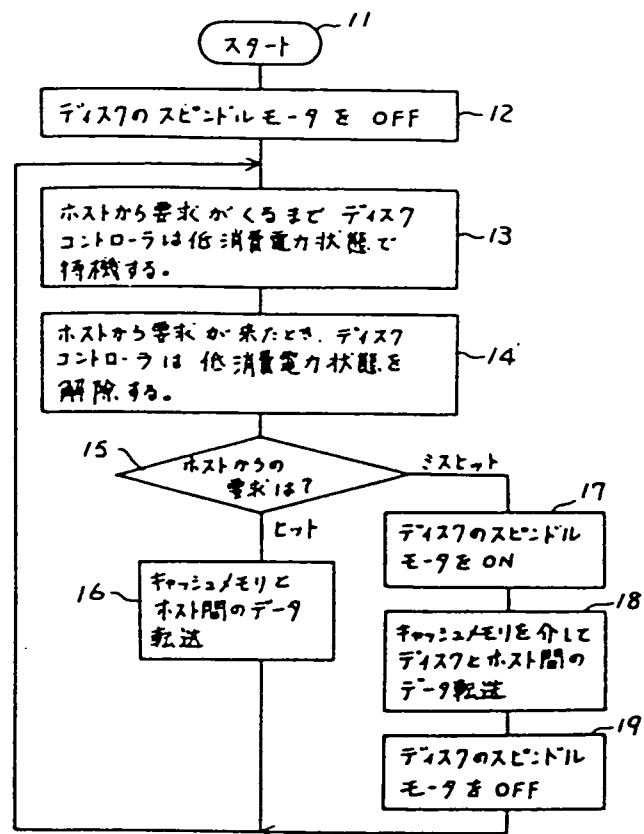 11
スタート
ディスクのスピンドルモータを OFF
12
ホストから要求がくるまで ディスク
コントローラは低消費電力状態で
待機する。
13
ホストから要求が来たとき、ディスク
コントローラは 低消費電力状態を
解除する。
14
15
ホストからの
要求は?
ミスヒット
ヒット
16
キャッシュメモリと
ホスト間のデータ
転送
17
ディスクのスピンドル
モータを ON
18
キャッシュメモリを介して
ディスクとホスト間の
データ転送
19
ディスクのスピンドル
モータを OFF